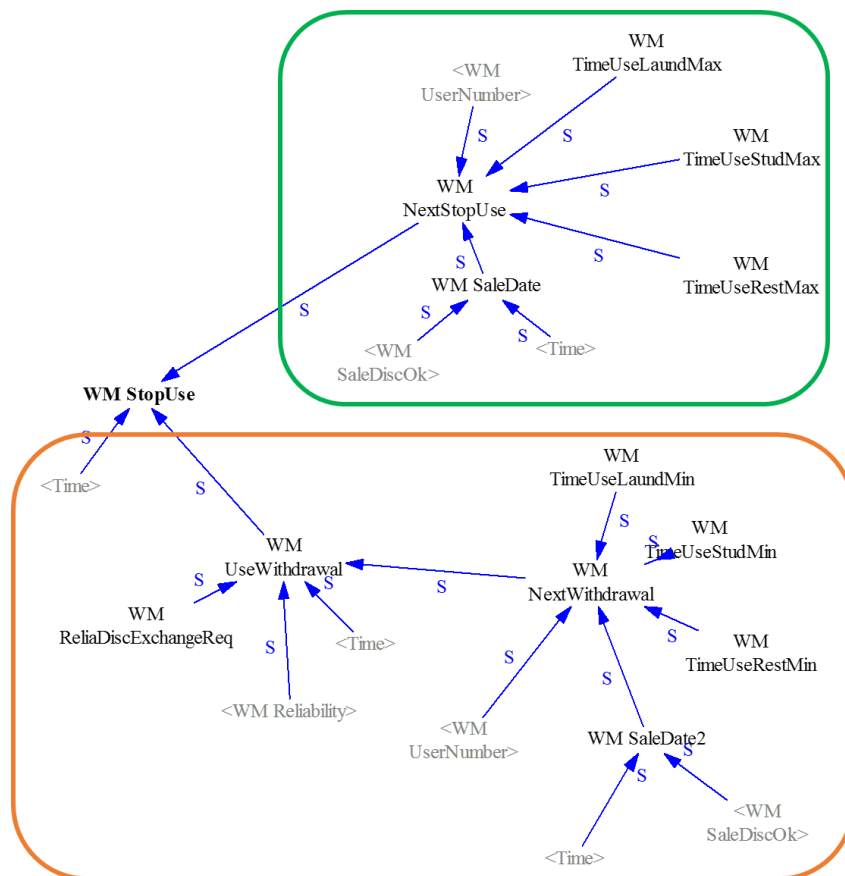 WM
TimeUseLaundMax
<WM
UserNumber>
S
S
WM
TimeUseStudMax
WM
NextStopUse
S
S
WM
TimeUseRestMax
S
WM SaleDate
S
S
S
<WM
SaleDiscOk>
<Time>
WM StopUse
S
<Time>
S
WM
TimeUseLaundMin
S
WM
TimeUseStudMin
S
WM
UseWithdrawal
WM
NextWithdrawal
S
S
S
WM
ReliaDiscExchangeReq
<Time>
S
WM
TimeUseRestMin
S
S
S
<WM Reliability>
<WM
UserNumber>
WM SaleDate2
S
S
<WM
SaleDiscOk>
<Time>